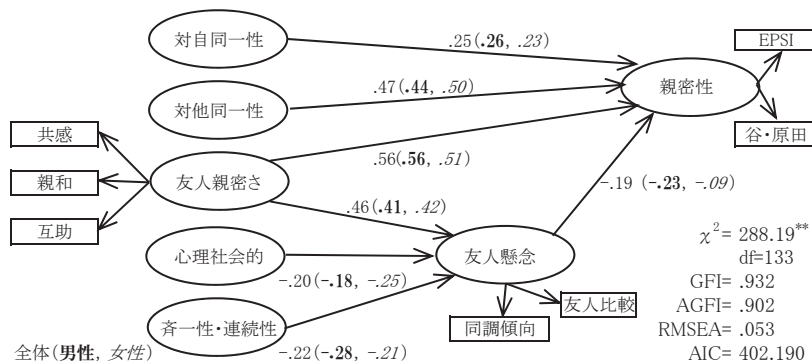 対自同一性
.25(.26, .23)
EPSI
対他同一性
.47(.44, .50)
親密性
共感
谷・原田
親和
友人親密さ
.56(.56, .51)
-.19 (-.23, -.09)
互助
.46(.41, .42)
心理社会的
友人懸念
-.20(-.18, -.25)
斉一性・連続性
友人比較
同調傾向
-.22(-.28, -.21)
全体(男性, 女性)
χ²= 288.19**
df=133
GFI= .932
AGFI= .902
RMSEA= .053
AIC= 402.190